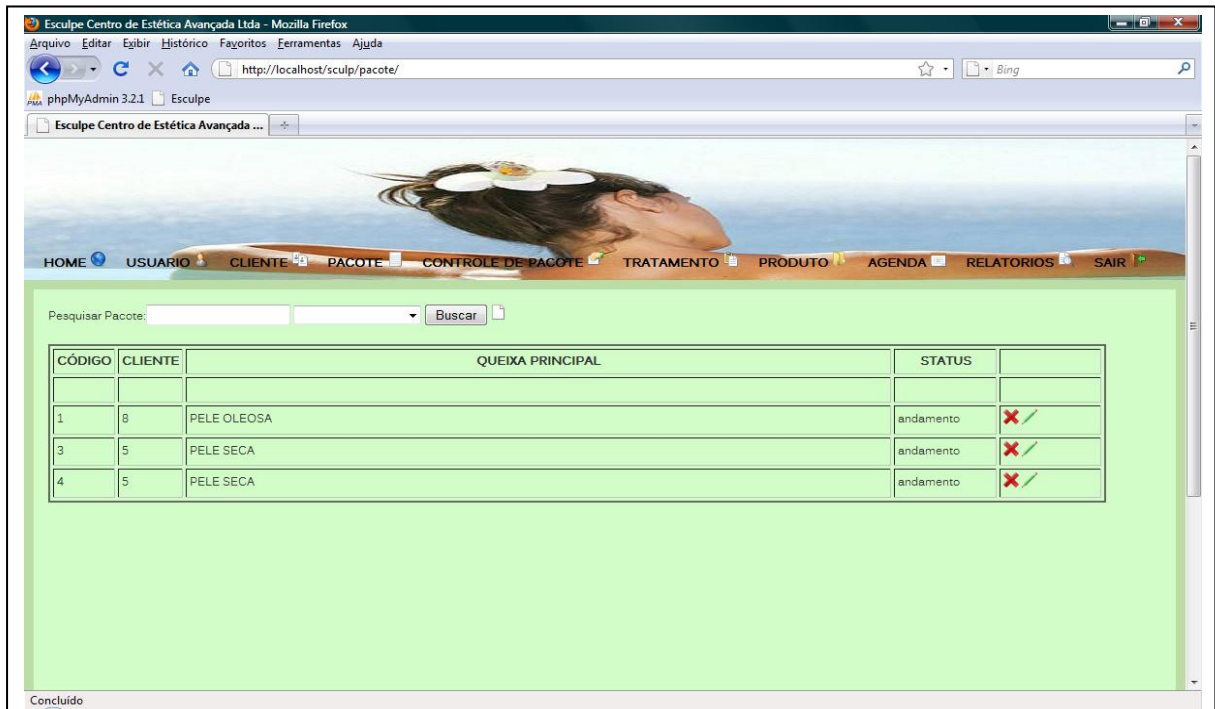 Esculpe Centro de Estética Avançada Ltda - Mozilla Firefox
Arquivo Editar Exibir Histórico Favoritos Ferramentas Ajuda
http://localhost/sculp/pacote/ Bing
PMA phpMyAdmin 3.2.1 Esculpe
Esculpe Centro de Estética Avançada ...
HOME USUARIO CLIENTE PACOTE CONTROLE DE PACOTE TRATAMENTO PRODUTO AGENDA RELATORIOS SAIR
Pesquisar Pacote: Buscar
CÓDIGO CLIENTE QUEIXA PRINCIPAL STATUS
1 8 PELE OLEOSA andamento
3 5 PELE SECA andamento
4 5 PELE SECA andamento
Concluído